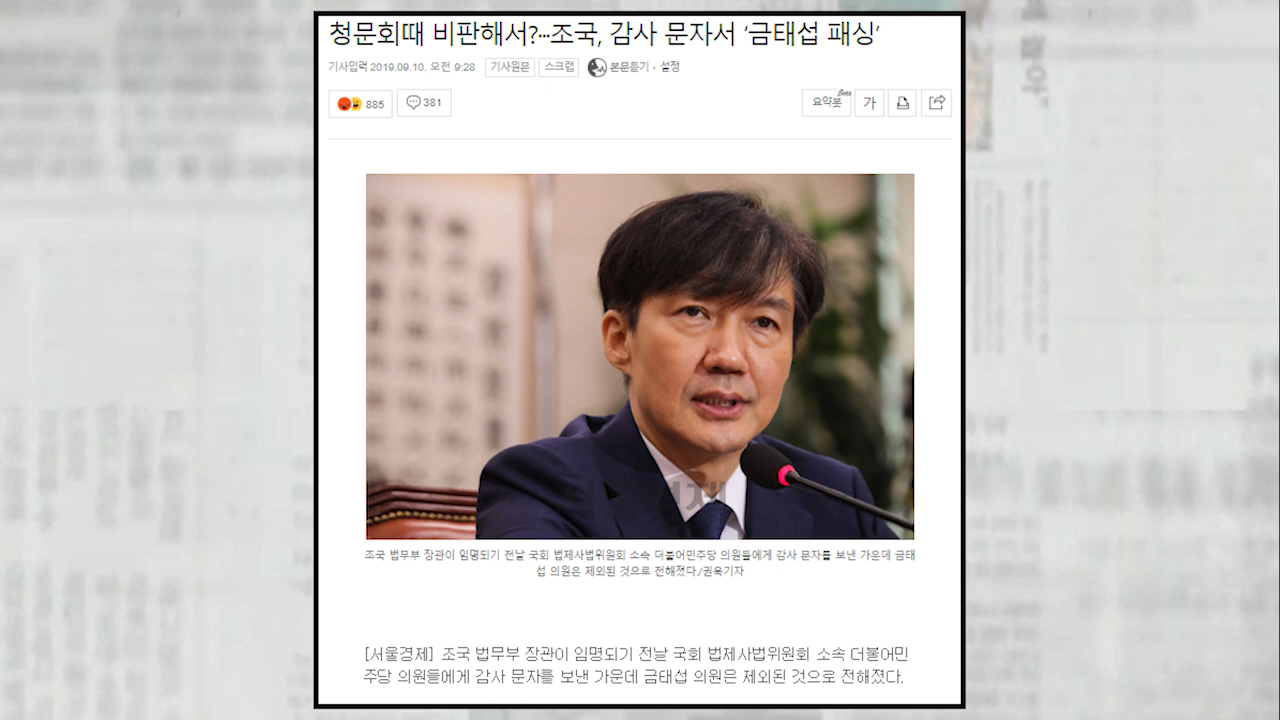 청문회때 비판해서?…조국, 감사 문자서 '금태섭 패싱'
기사입력 2019.09.10. 오전 9:28 기사원문 스크랩 본문듣기 · 설정
885 381 요약봇 Beta 가
조국 법무부 장관이 임명되기 전날 국회 법제사법위원회 소속 더불어민주당 의원들에게 감사 문자를 보낸 가운데 금태
섭 의원은 제외된 것으로 전해졌다./권욱기자
[서울경제] 조국 법무부 장관이 임명되기 전날 국회 법제사법위원회 소속 더불어민
주당 의원들에게 감사 문자를 보낸 가운데 금태섭 의원은 제외된 것으로 전해졌다.